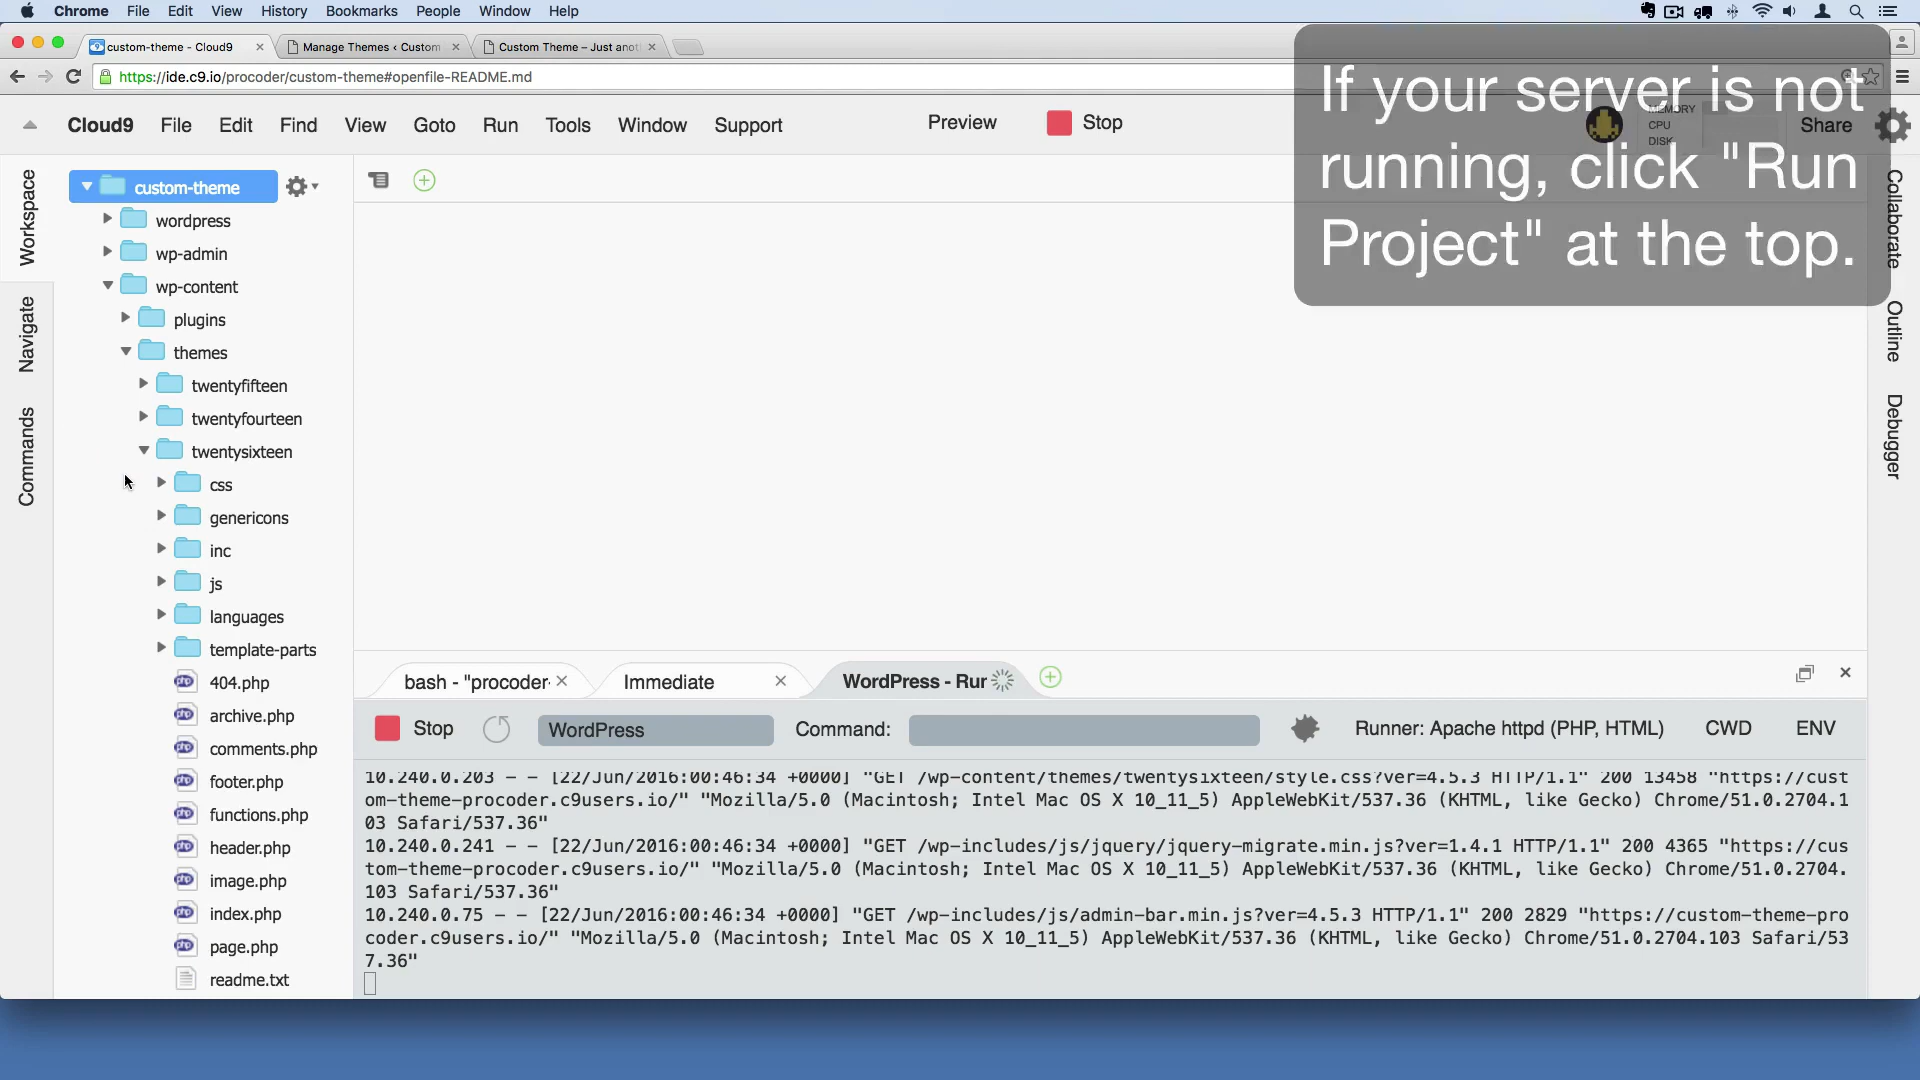 Chrome File Edit View History Bookmarks People Window Help
custom-theme - Cloud9
Manage Themes ‹ Custom
Custom Theme – Just anot
https://ide.c9.io/procoder/custom-theme#openfile-README.md
If your server is not
running, click "Run
Project" at the top.
Cloud9 File Edit Find View Goto Run Tools Window Support
Preview Stop
MEMORY
CPU
DISK
Share
Workspace
Navigate
Commands
custom-theme
wordpress
wp-admin
wp-content
plugins
themes
twentyfifteen
twentyfourteen
twentysixteen
css
genericons
inc
js
languages
template-parts
404.php
archive.php
comments.php
footer.php
functions.php
header.php
image.php
index.php
page.php
readme.txt
Collaborate
Outline
Debugger
bash - "procoder-
Immediate
WordPress - Run
Stop WordPress Command: Runner: Apache httpd (PHP, HTML) CWD ENV
10.240.0.203 - - [22/Jun/2016:00:46:34 +0000] "GET /wp-content/themes/twentysixteen/style.css?ver=4.5.3 HTTP/1.1" 200 13458 "https://cust
om-theme-procoder.c9users.io/" "Mozilla/5.0 (Macintosh; Intel Mac OS X 10_11_5) AppleWebKit/537.36 (KHTML, like Gecko) Chrome/51.0.2704.1
03 Safari/537.36"
10.240.0.241 - - [22/Jun/2016:00:46:34 +0000] "GET /wp-includes/js/jquery/jquery-migrate.min.js?ver=1.4.1 HTTP/1.1" 200 4365 "https://cus
tom-theme-procoder.c9users.io/" "Mozilla/5.0 (Macintosh; Intel Mac OS X 10_11_5) AppleWebKit/537.36 (KHTML, like Gecko) Chrome/51.0.2704.
103 Safari/537.36"
10.240.0.75 - - [22/Jun/2016:00:46:34 +0000] "GET /wp-includes/js/admin-bar.min.js?ver=4.5.3 HTTP/1.1" 200 2829 "https://custom-theme-pro
coder.c9users.io/" "Mozilla/5.0 (Macintosh; Intel Mac OS X 10_11_5) AppleWebKit/537.36 (KHTML, like Gecko) Chrome/51.0.2704.103 Safari/53
7.36"